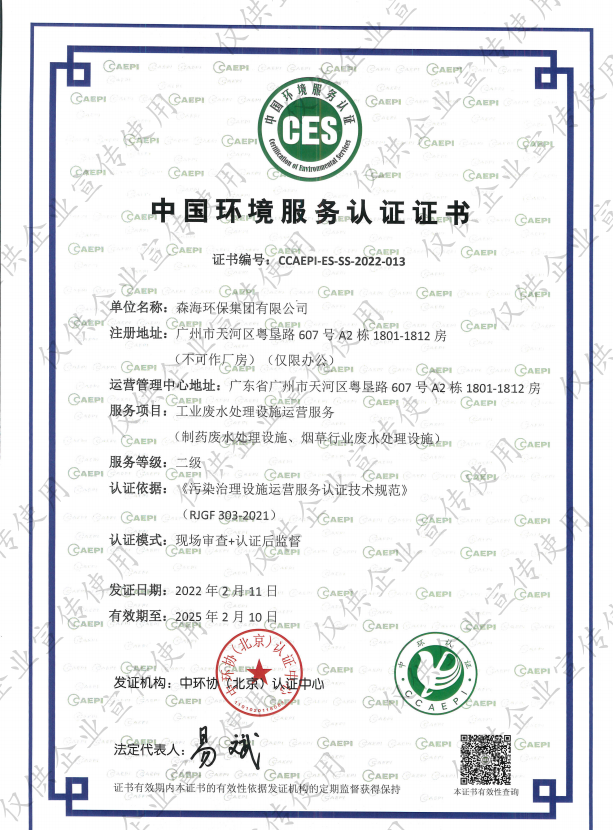 中国环境服务认证
CES
Certification of Environmental Services
中国环境服务认证证书
证书编号：CCAEPI-ES-SS-2022-013
单位名称：森海环保集团有限公司
注册地址：广州市天河区粤垦路 607 号 A2 栋 1801-1812 房
（不可作厂房）（仅限办公）
运营管理中心地址：广东省广州市天河区粤垦路 607 号 A2 栋 1801-1812 房
服务项目：工业废水处理设施运营服务
（制药废水处理设施、烟草行业废水处理设施）
服务等级：二级
认证依据：《污染治理设施运营服务认证技术规范》
（RJGF 303-2021）
认证模式：现场审查+认证后监督
发证日期：2022 年 2 月 11 日
有效期至：2025 年 2 月 10 日
中环协（北京）认证中心
发证机构：中环协（北京）认证中心
中环认证
CCAEPI
法定代表人：易斌
证书有效期内本证书的有效性依据发证机构的定期监督获得保持
本证书有效性查询
仅供企业宣传使用
CAEPI